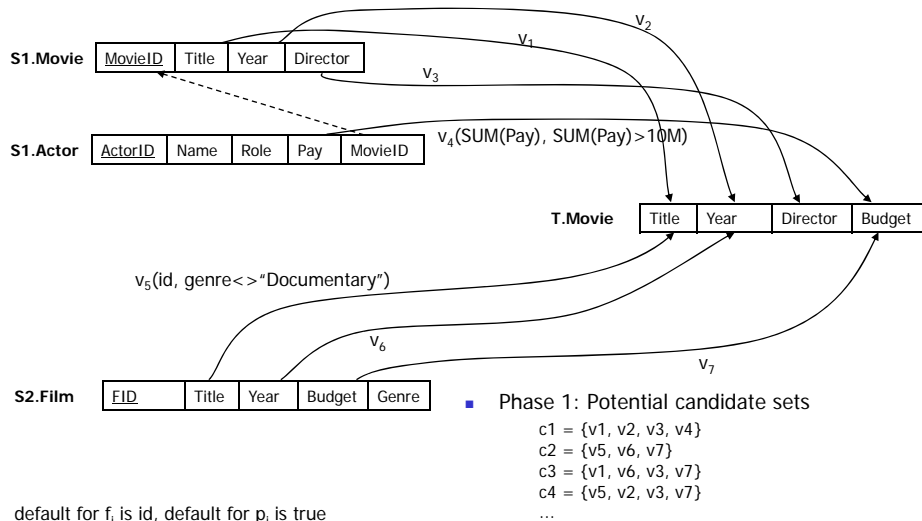 v2
v1
S1.Movie MovieID Title Year Director
v3
S1.Actor ActorID Name Role Pay MovieID
v4(SUM(Pay), SUM(Pay)>10M)
T.Movie Title Year Director Budget
v5(id, genre<>“Documentary”)
v6
v7
S2.Film FID Title Year Budget Genre
▪ Phase 1: Potential candidate sets
c1 = {v1, v2, v3, v4}
c2 = {v5, v6, v7}
c3 = {v1, v6, v3, v7}
c4 = {v5, v2, v3, v7}
…
default for fi is id, default for pi is true